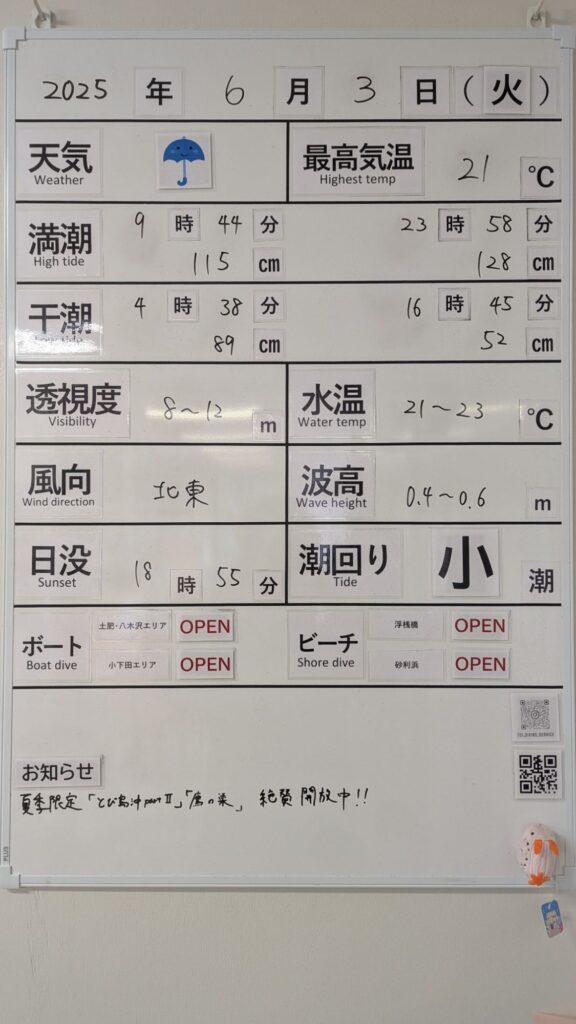 2025 年 6 月 3 日 ( 火 )
天気 最高気温 21 ℃
Weather Highest temp
満潮 9 時 44 分 23 時 58 分
High tide 115 cm 128 cm
干潮 4 時 38 分 16 時 45 分
Low tide 89 cm 52 cm
透視度 8〜12 m 水温 21〜23 ℃
Visibility Water temp
風向 北東 波高 0.4〜0.6 m
Wind direction Wave height
日没 18 時 55 分 潮回り 小 潮
Sunset Tide
ボート 土肥・八木沢エリア OPEN ビーチ 浮桟橋 OPEN
Boat dive 小下田エリア OPEN Shore dive 砂利浜 OPEN
お知らせ
夏季限定「とび島沖partⅡ」「の」 絶賛開放中!!
PLUS